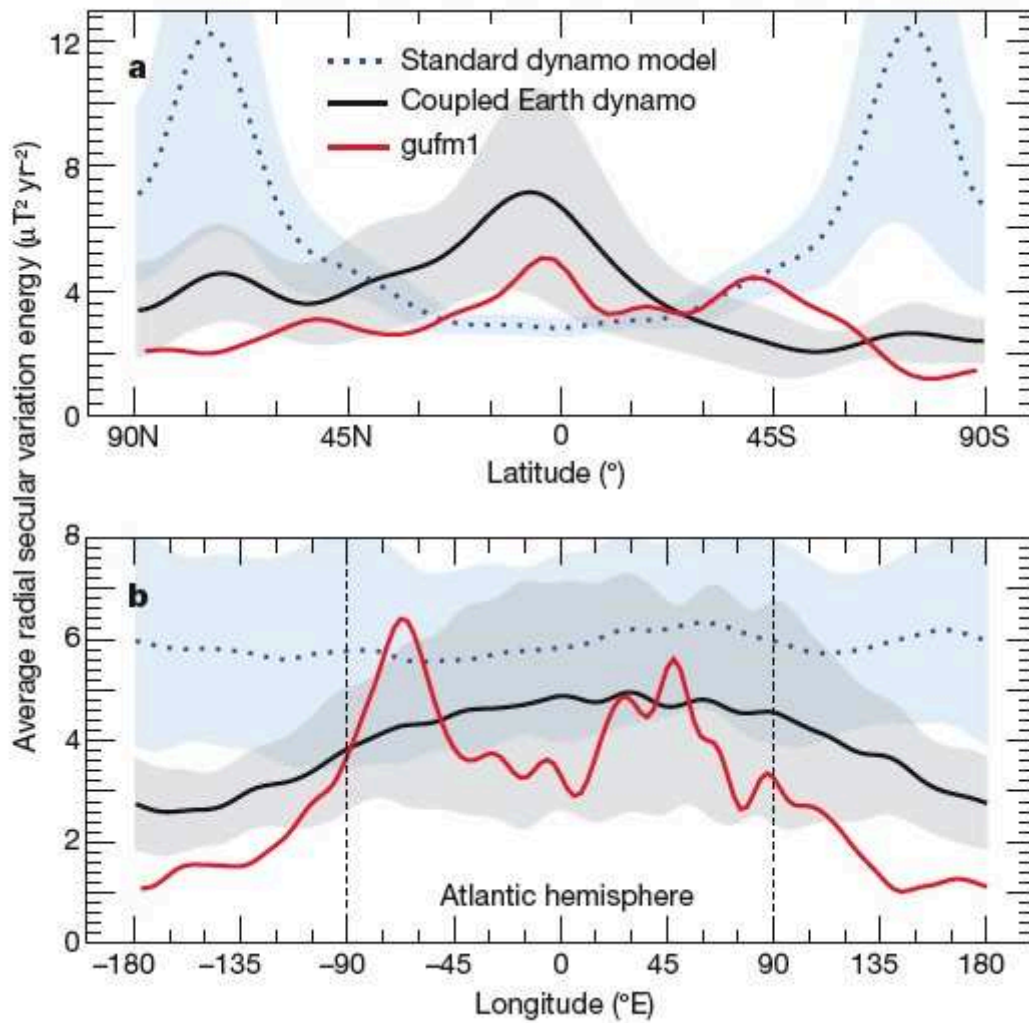 a
Standard dynamo model
Coupled Earth dynamo
gufm1
12
8
4
0
90N 45N 0 45S 90S
Latitude (°)
Average radial secular variation energy (μT² yr⁻²)
b
8
6
4
2
0
Atlantic hemisphere
–180 –135 –90 –45 0 45 90 135 180
Longitude (°E)